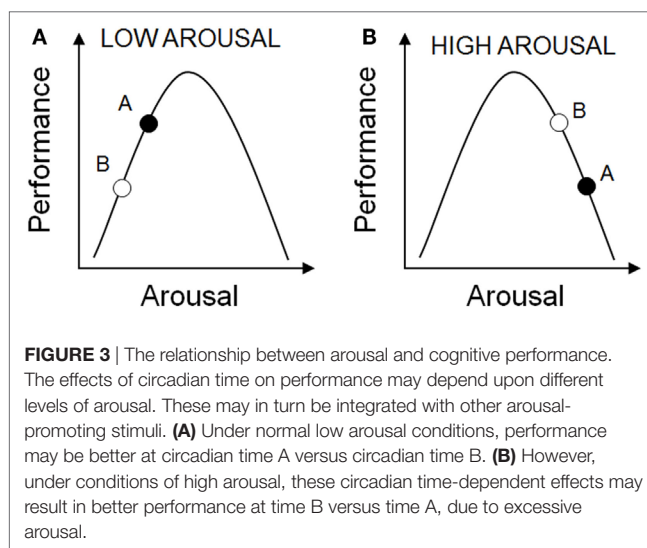 A
LOW AROUSAL
Performance
A
B
Arousal
B
HIGH AROUSAL
Performance
B
A
Arousal
FIGURE 3 | The relationship between arousal and cognitive performance.
The effects of circadian time on performance may depend upon different
levels of arousal. These may in turn be integrated with other arousal-
promoting stimuli. (A) Under normal low arousal conditions, performance
may be better at circadian time A versus circadian time B. (B) However,
under conditions of high arousal, these circadian time-dependent effects may
result in better performance at time B versus time A, due to excessive
arousal.